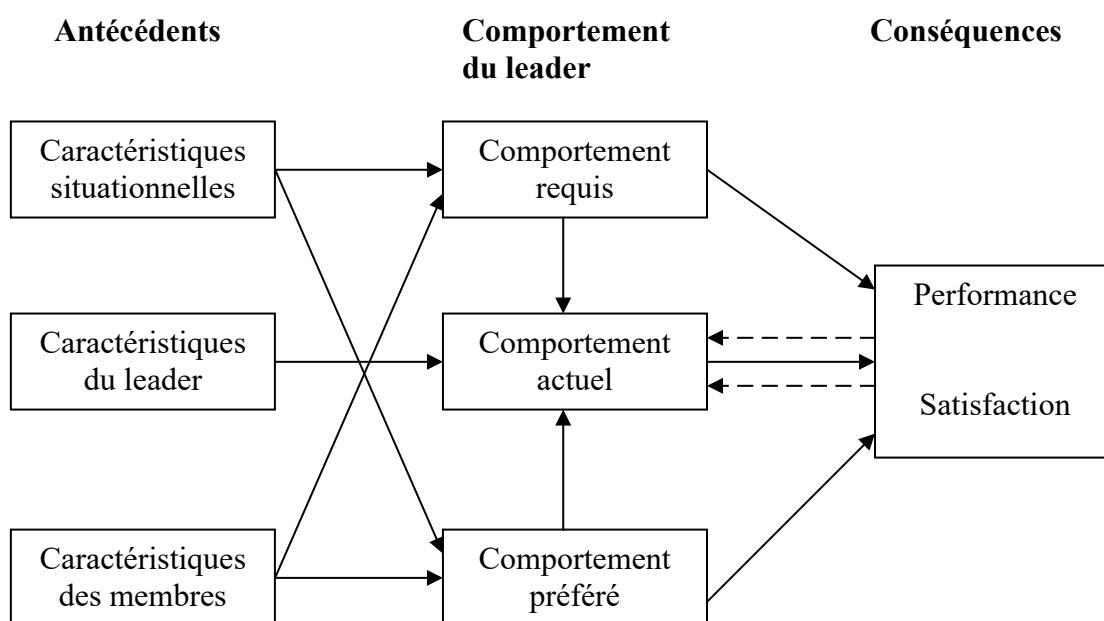 Antécédents
Comportement
du leader
Conséquences
Caractéristiques
situationnelles
Comportement
requis
Caractéristiques
du leader
Comportement
actuel
Performance
Satisfaction
Caractéristiques
des membres
Comportement
préféré